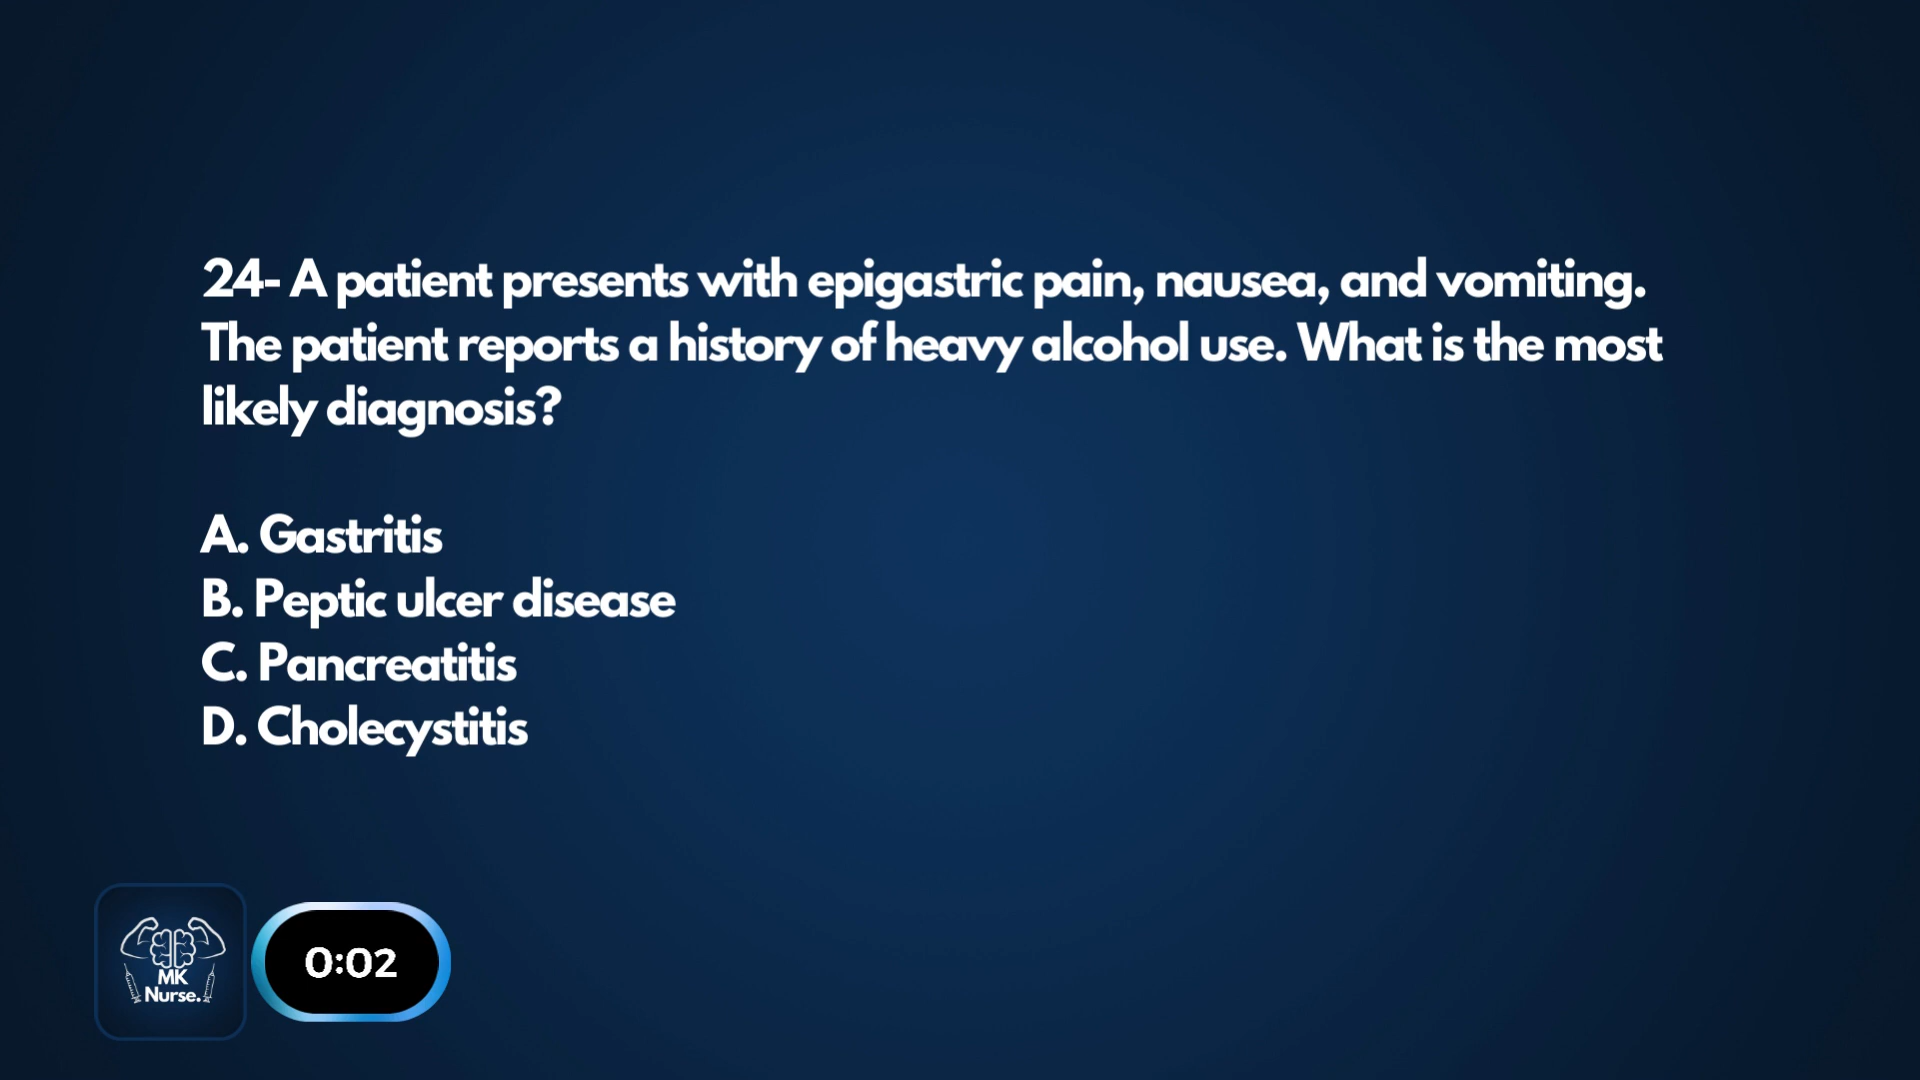 24- A patient presents with epigastric pain, nausea, and vomiting.
The patient reports a history of heavy alcohol use. What is the most
likely diagnosis?
A. Gastritis
B. Peptic ulcer disease
C. Pancreatitis
D. Cholecystitis
MK
Nurse.
0:02